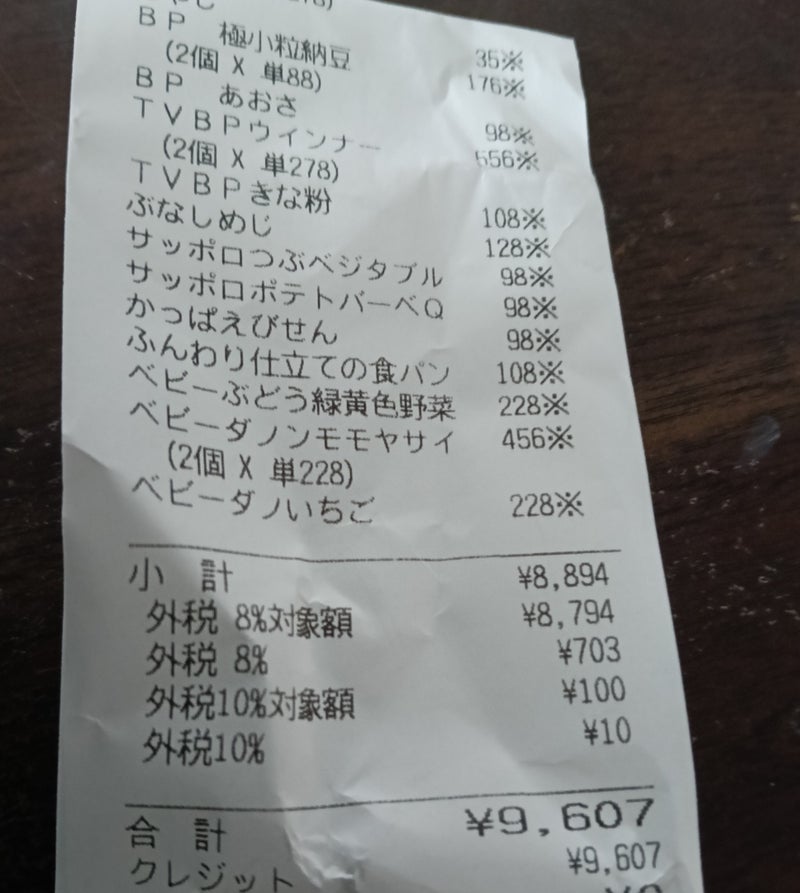 35※
BP 極小粒納豆 176※
(2個 X 単88)
BP あおさ 98※
TVBPウインナー 556※
(2個 X 単278)
TVBPきな粉 108※
ぶなしめじ 128※
サッポロつぶベジタブル 98※
サッポロポテトバーベQ 98※
かっぱえびせん 98※
ふんわり仕立ての食パン 108※
ベビーぶどう緑黄色野菜 228※
ベビーダノンモモヤサイ 456※
(2個 X 単228)
ベビーダノいちご 228※
小 計 ¥8,894
外税 8%対象額 ¥8,794
外税 8% ¥703
外税10%対象額 ¥100
外税10% ¥10
合 計 ¥9,607
クレジット ¥9,607